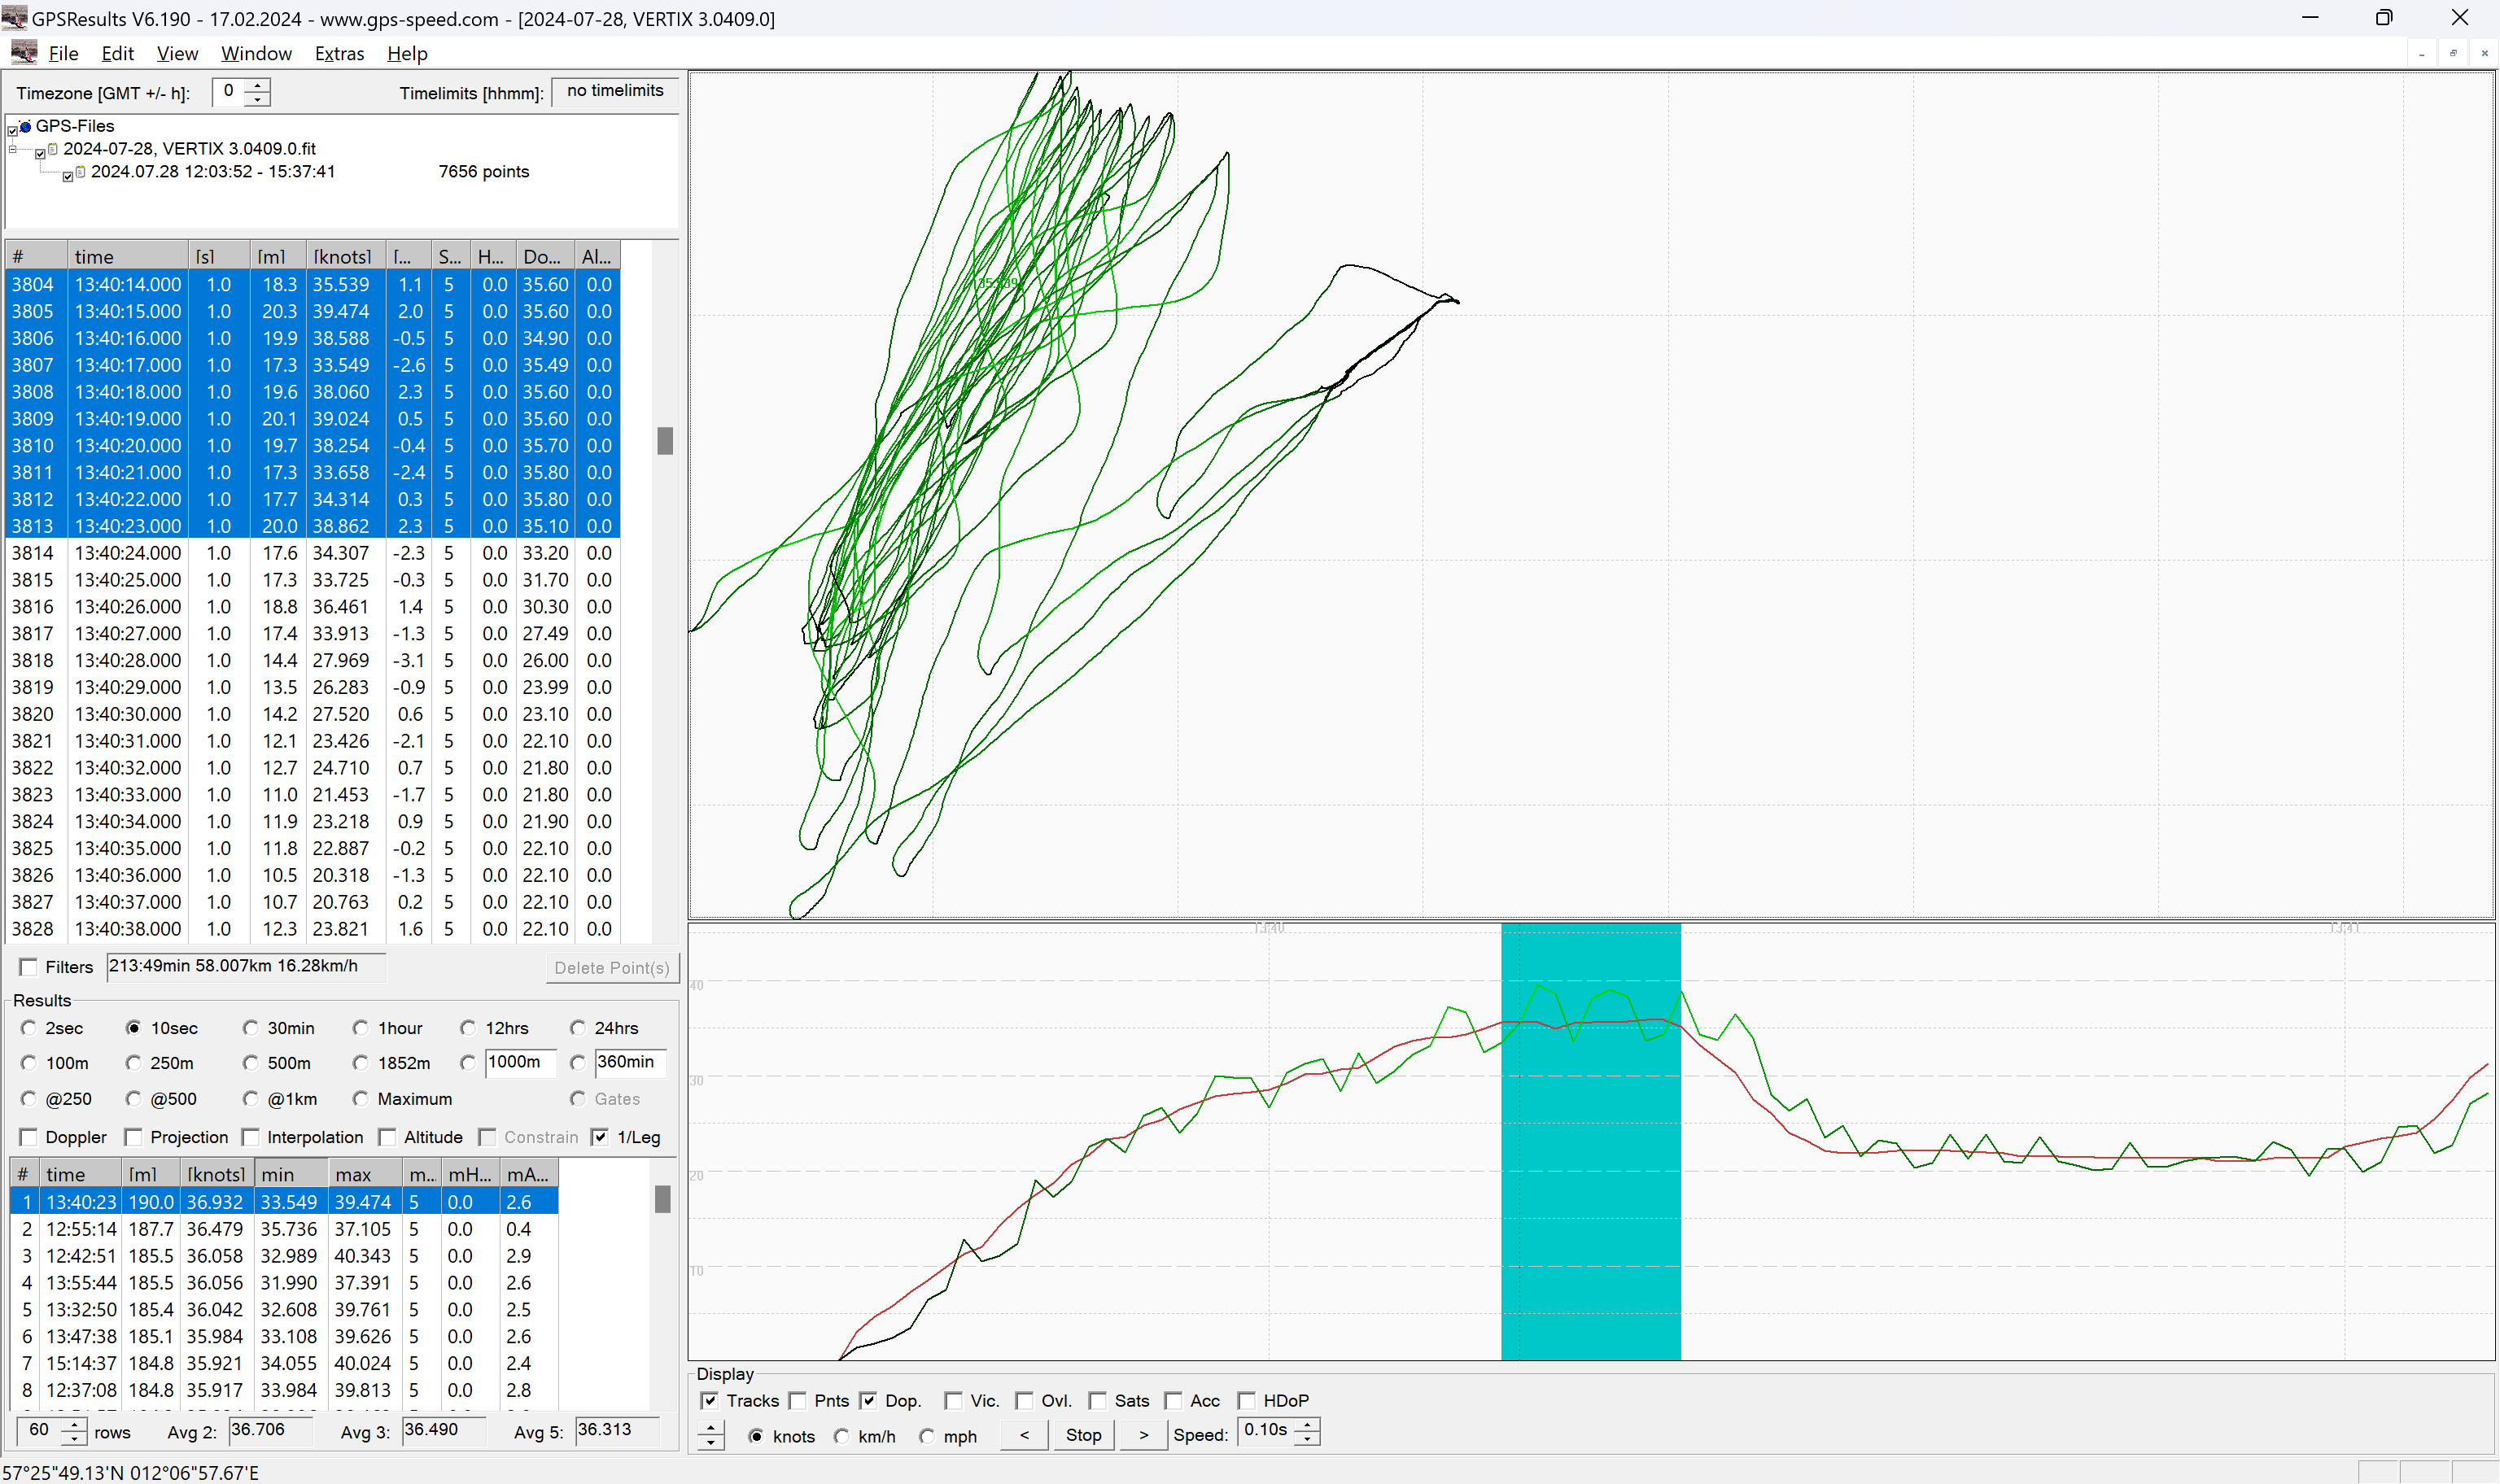 GPSResults V6.190 - 17.02.2024 - www.gps-speed.com - [2024-07-28, VERTIX 3.0409.0]
File Edit View Window Extras Help
Timezone [GMT +/- h]: 0 Timelimits [hhmm]: no timelimits
GPS-Files
2024-07-28, VERTIX 3.0409.0.fit
2024.07.28 12:03:52 - 15:37:41 7656 points
# time [s] [m] [knots] [... S... H... Do... Al...
3804 13:40:14.000 1.0 18.3 35.539 1.1 5 0.0 35.60 0.0
3805 13:40:15.000 1.0 20.3 39.474 2.0 5 0.0 35.60 0.0
3806 13:40:16.000 1.0 19.9 38.588 -0.5 5 0.0 34.90 0.0
3807 13:40:17.000 1.0 17.3 33.549 -2.6 5 0.0 35.49 0.0
3808 13:40:18.000 1.0 19.6 38.060 2.3 5 0.0 35.60 0.0
3809 13:40:19.000 1.0 20.1 39.024 0.5 5 0.0 35.60 0.0
3810 13:40:20.000 1.0 19.7 38.254 -0.4 5 0.0 35.70 0.0
3811 13:40:21.000 1.0 17.3 33.658 -2.4 5 0.0 35.80 0.0
3812 13:40:22.000 1.0 17.7 34.314 0.3 5 0.0 35.80 0.0
3813 13:40:23.000 1.0 20.0 38.862 2.3 5 0.0 35.10 0.0
3814 13:40:24.000 1.0 17.6 34.307 -2.3 5 0.0 33.20 0.0
3815 13:40:25.000 1.0 17.3 33.725 -0.3 5 0.0 31.70 0.0
3816 13:40:26.000 1.0 18.8 36.461 1.4 5 0.0 30.30 0.0
3817 13:40:27.000 1.0 17.4 33.913 -1.3 5 0.0 27.49 0.0
3818 13:40:28.000 1.0 14.4 27.969 -3.1 5 0.0 26.00 0.0
3819 13:40:29.000 1.0 13.5 26.283 -0.9 5 0.0 23.99 0.0
3820 13:40:30.000 1.0 14.2 27.520 0.6 5 0.0 23.10 0.0
3821 13:40:31.000 1.0 12.1 23.426 -2.1 5 0.0 22.10 0.0
3822 13:40:32.000 1.0 12.7 24.710 0.7 5 0.0 21.80 0.0
3823 13:40:33.000 1.0 11.0 21.453 -1.7 5 0.0 21.80 0.0
3824 13:40:34.000 1.0 11.9 23.218 0.9 5 0.0 21.90 0.0
3825 13:40:35.000 1.0 11.8 22.887 -0.2 5 0.0 22.10 0.0
3826 13:40:36.000 1.0 10.5 20.318 -1.3 5 0.0 22.10 0.0
3827 13:40:37.000 1.0 10.7 20.763 0.2 5 0.0 22.10 0.0
3828 13:40:38.000 1.0 12.3 23.821 1.6 5 0.0 22.10 0.0
Filters 213:49min 58.007km 16.28km/h Delete Point(s)
Results
2sec 10sec 30min 1hour 12hrs 24hrs
100m 250m 500m 1852m 1000m 360min
@250 @500 @1km Maximum Gates
Doppler Projection Interpolation Altitude Constrain 1/Leg
# time [m] [knots] min max m... mH... mA...
1 13:40:23 190.0 36.932 33.549 39.474 5 0.0 2.6
2 12:55:14 187.7 36.479 35.736 37.105 5 0.0 0.4
3 12:42:51 185.5 36.058 32.989 40.343 5 0.0 2.9
4 13:55:44 185.5 36.056 31.990 37.391 5 0.0 2.6
5 13:32:50 185.4 36.042 32.608 39.761 5 0.0 2.5
6 13:47:38 185.1 35.984 33.108 39.626 5 0.0 2.6
7 15:14:37 184.8 35.921 34.055 40.024 5 0.0 2.4
8 12:37:08 184.8 35.917 33.984 39.813 5 0.0 2.8
60 rows Avg 2: 36.706 Avg 3: 36.490 Avg 5: 36.313
57°25"49.13'N 012°06"57.67'E
35.539
13:40 13:41
40
30
20
10
Display
Tracks Pnts Dop. Vic. Ovl. Sats Acc HDoP
knots km/h mph < Stop > Speed: 0.10s